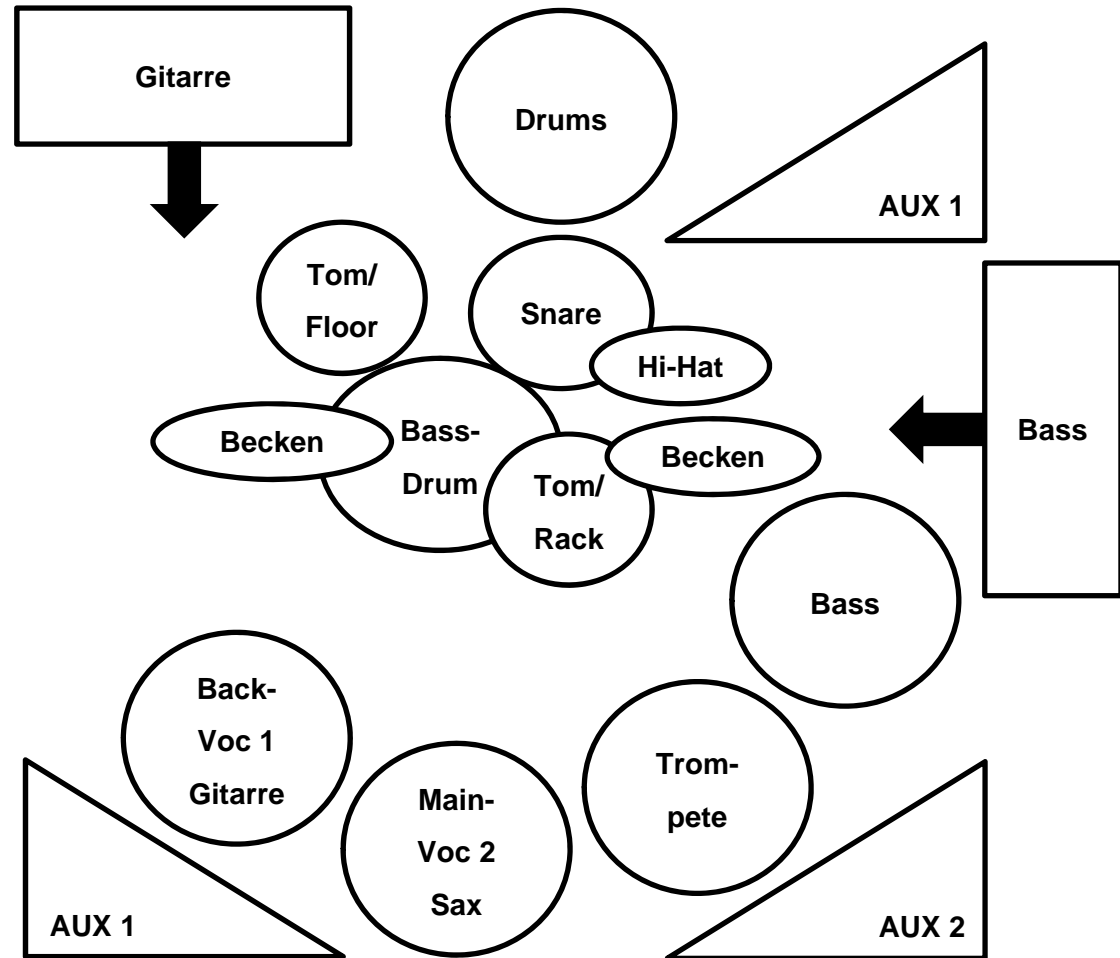 Gitarre
Drums
AUX 1
Tom/
Floor
Snare
Hi-Hat
Becken
Bass-
Drum
Tom/
Rack
Becken
Bass
Bass
Back-
Voc 1
Gitarre
Main-
Voc 2
Sax
Trom-
pete
AUX 1
AUX 2